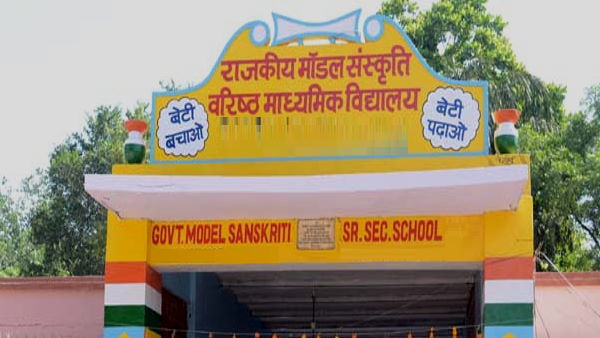 राजकीय मॉडल संस्कृति
वरिष्ठ माध्यमिक विद्यालय
बेटी
बचाओ
बेटी
पढ़ाओ
GOVT. MODEL SANSKRITI SR. SEC. SCHOOL